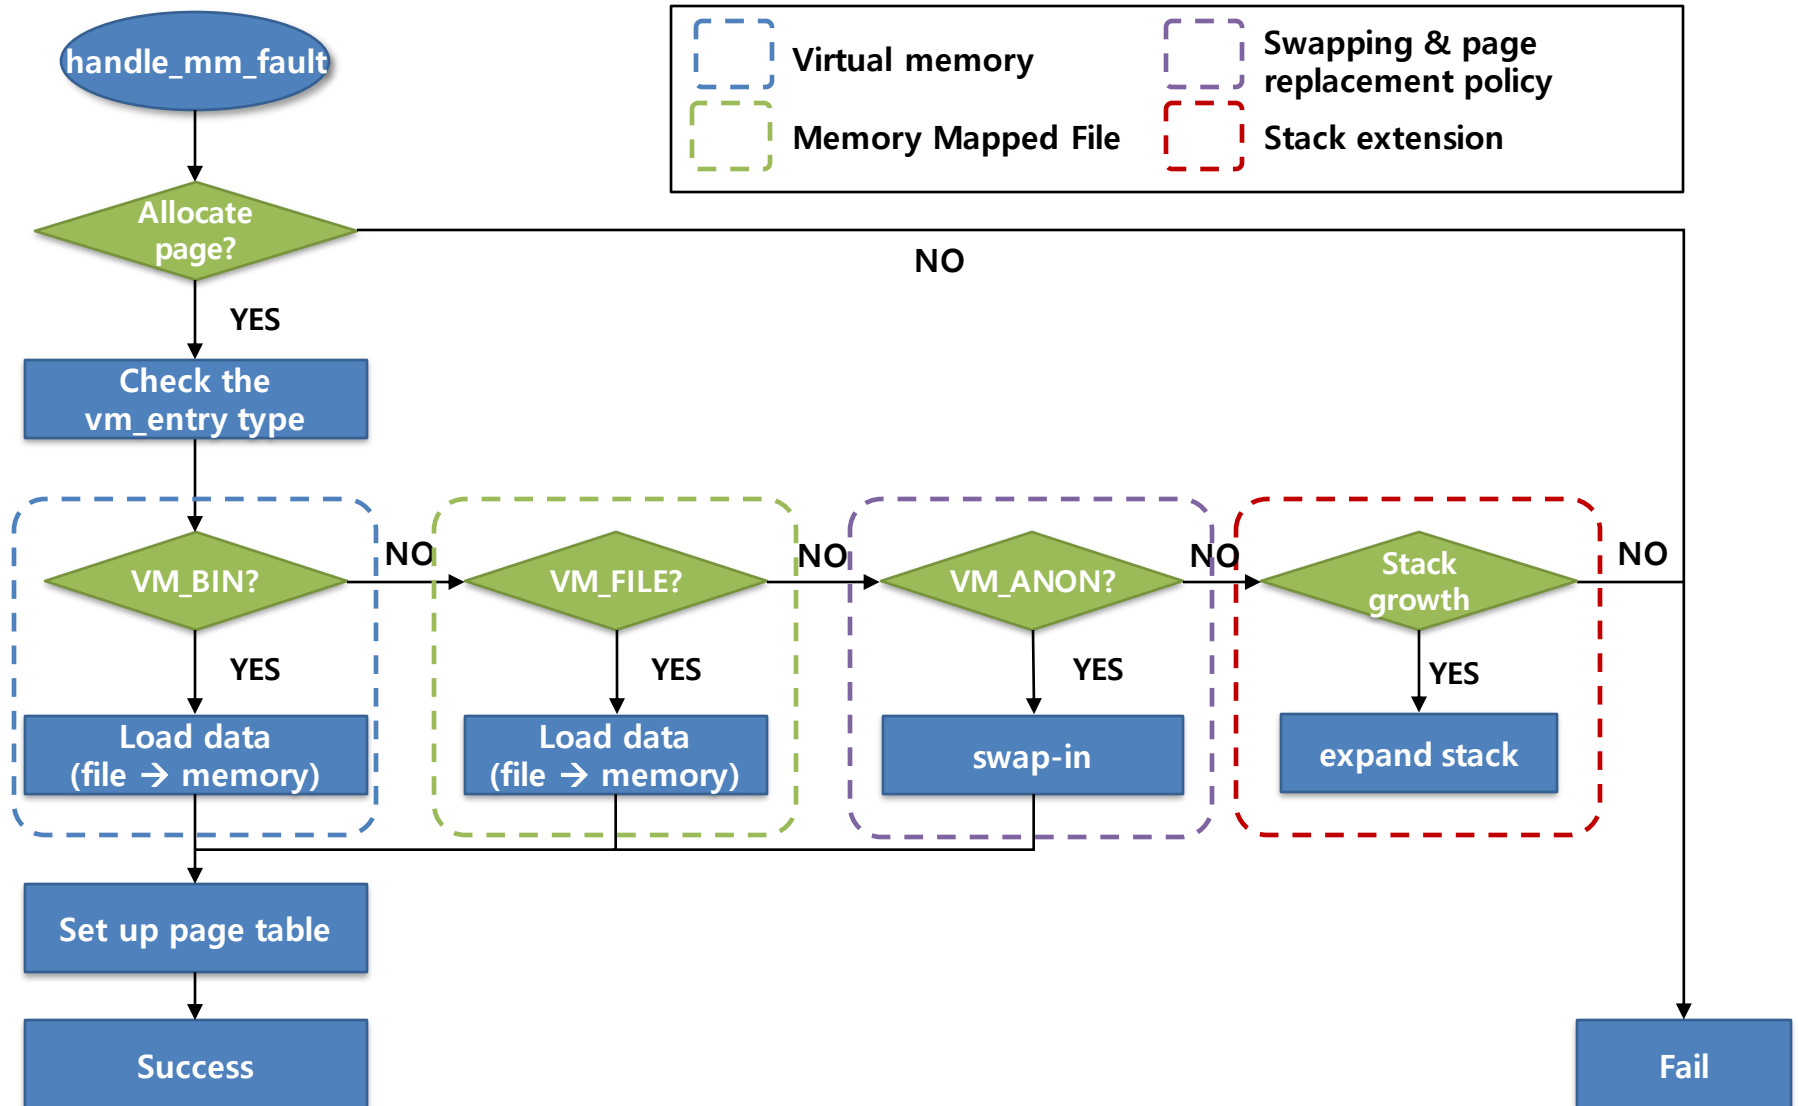 handle_mm_fault
Virtual memory
Swapping & page
replacement policy
Memory Mapped File
Stack extension
Allocate
page?
NO
YES
Check the
vm_entry type
VM_BIN?
NO
VM_FILE?
NO
VM_ANON?
NO
Stack
growth
NO
YES
YES
YES
YES
Load data
(file → memory)
Load data
(file → memory)
swap-in
expand stack
Set up page table
Success
Fail